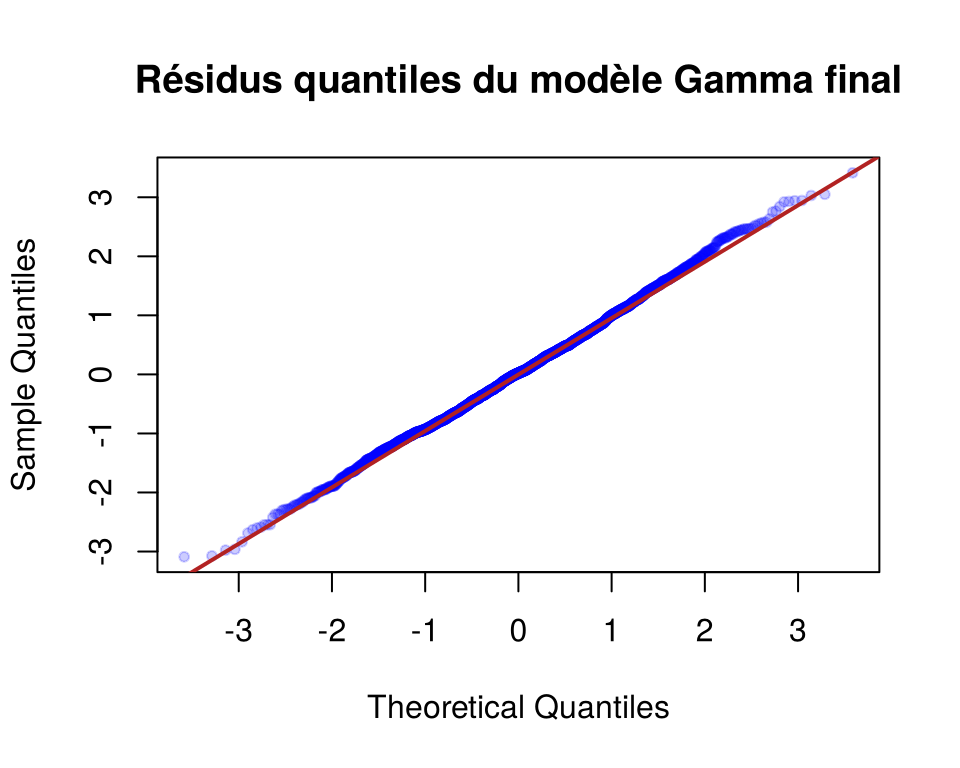 Résidus quantiles du modèle Gamma final
Sample Quantiles
3
2
1
0
-1
-2
-3
-3 -2 -1 0 1 2 3
Theoretical Quantiles